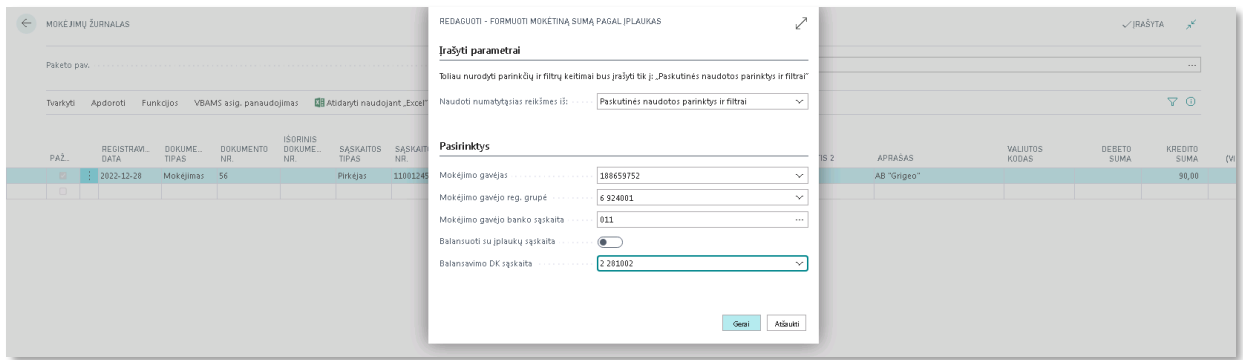 MOKĖJIMŲ ŽURNALAS
ĮRAŠYTA
Paketo pav.
Tvarkyti Apdoroti Funkcijos VBAMS asig. panaudojimas Atidaryti naudojant „Excel“
PAŽ... REGISTRAVI... DATA DOKUME... TIPAS DOKUMENTO NR. IŠORINIS DOKUME... NR. SĄSKAITOS TIPAS SĄSKAIT NR. TIS 2 APRAŠAS VALIUTOS KODAS DEBETO SUMA KREDITO SUMA (VI
2022-12-28 Mokėjimas 56 Pirkėjas 11001245 AB "Grigeo" 90,00
REDAGUOTI - FORMUOTI MOKĖTINĄ SUMĄ PAGAL ĮPLAUKAS
Įrašyti parametrai
Toliau nurodyti parinkčių ir filtrų keitimai bus įrašyti tik į: „Paskutinės naudotos parinktys ir filtrai“
Naudoti numatytąsias reikšmes iš: Paskutinės naudotos parinktys ir filtrai
Pasirinktys
Mokėjimo gavėjas 188659752
Mokėjimo gavėjo reg. grupė 6 924001
Mokėjimo gavėjo banko sąskaita 011
Balansuoti su įplaukų sąskaita
Balansavimo DK sąskaita 2 281002
Gerai Atšaukti